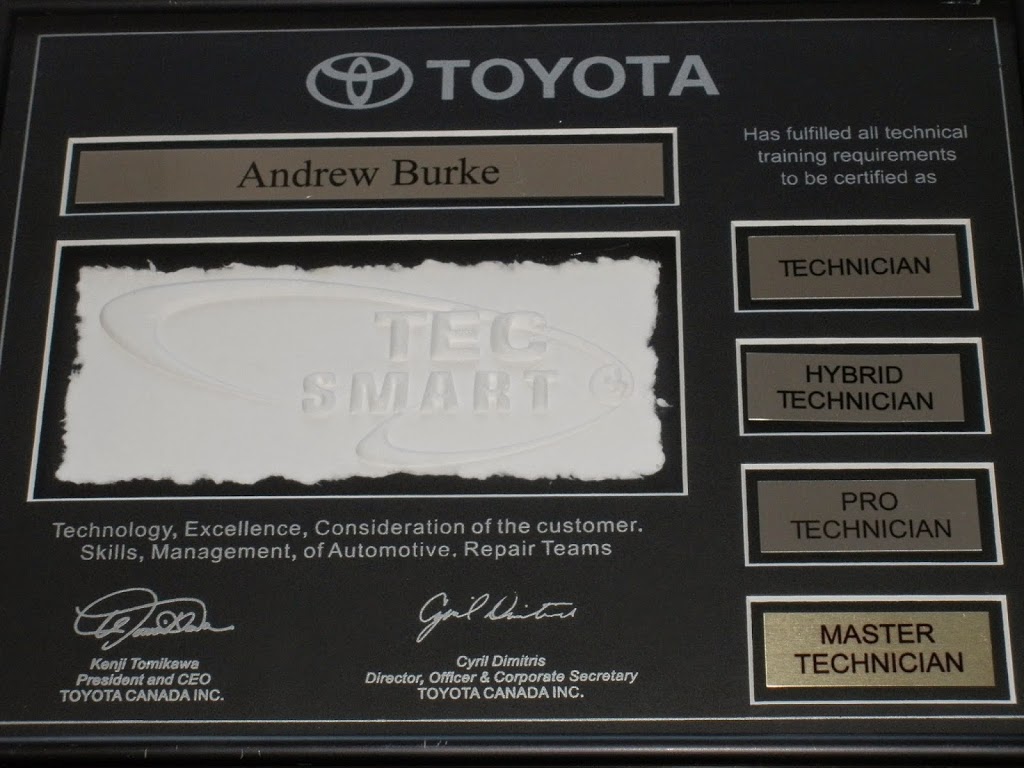 TOYOTA
Andrew Burke
TEC
SMART
Technology, Excellence, Consideration of the customer.
Skills, Management, of Automotive. Repair Teams
Kenji Tomikawa
President and CEO
TOYOTA CANADA INC.
Cyril Dimitris
Director, Officer & Corporate Secretary
TOYOTA CANADA INC.
Has fulfilled all technical
training requirements
to be certified as
TECHNICIAN
HYBRID
TECHNICIAN
PRO
TECHNICIAN
MASTER
TECHNICIAN